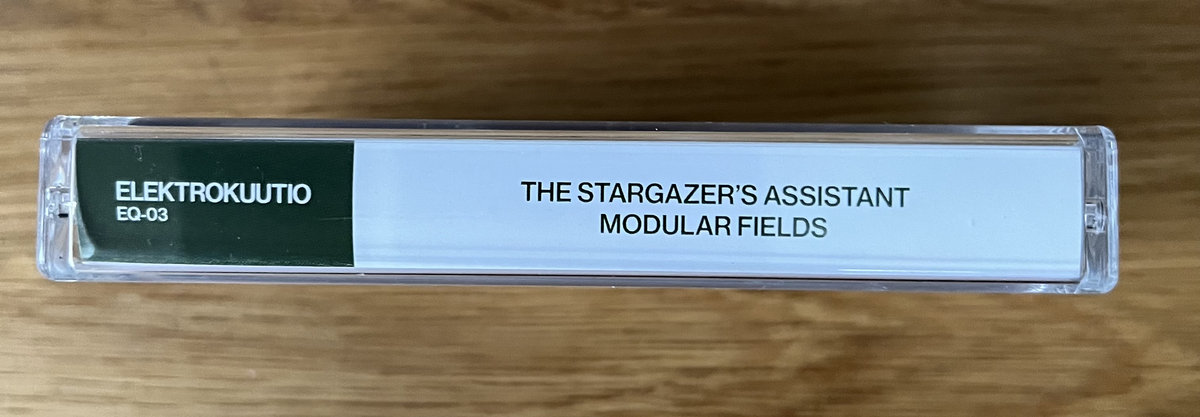 ELEKTROKUUTIO
EQ-03
THE STARGAZER’S ASSISTANT
MODULAR FIELDS